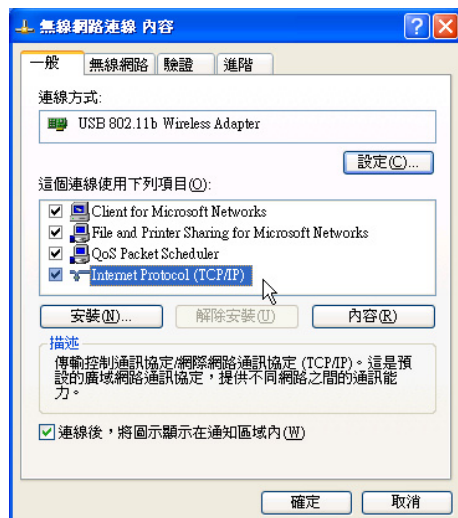 無線網路連線 內容
一般 無線網路 驗證 進階
連線方式:
USB 802.11b Wireless Adapter
設定(C)...
這個連線使用下列項目(O):
Client for Microsoft Networks
File and Printer Sharing for Microsoft Networks
QoS Packet Scheduler
Internet Protocol (TCP/IP)
安裝(N)... 解除安裝(U) 內容(R)
描述
傳輸控制通訊協定/網際網路通訊協定 (TCP/IP)。這是預
設的廣域網路通訊協定，提供不同網路之間的通訊能
力。
連線後，將圖示顯示在通知區域內(W)
確定 取消